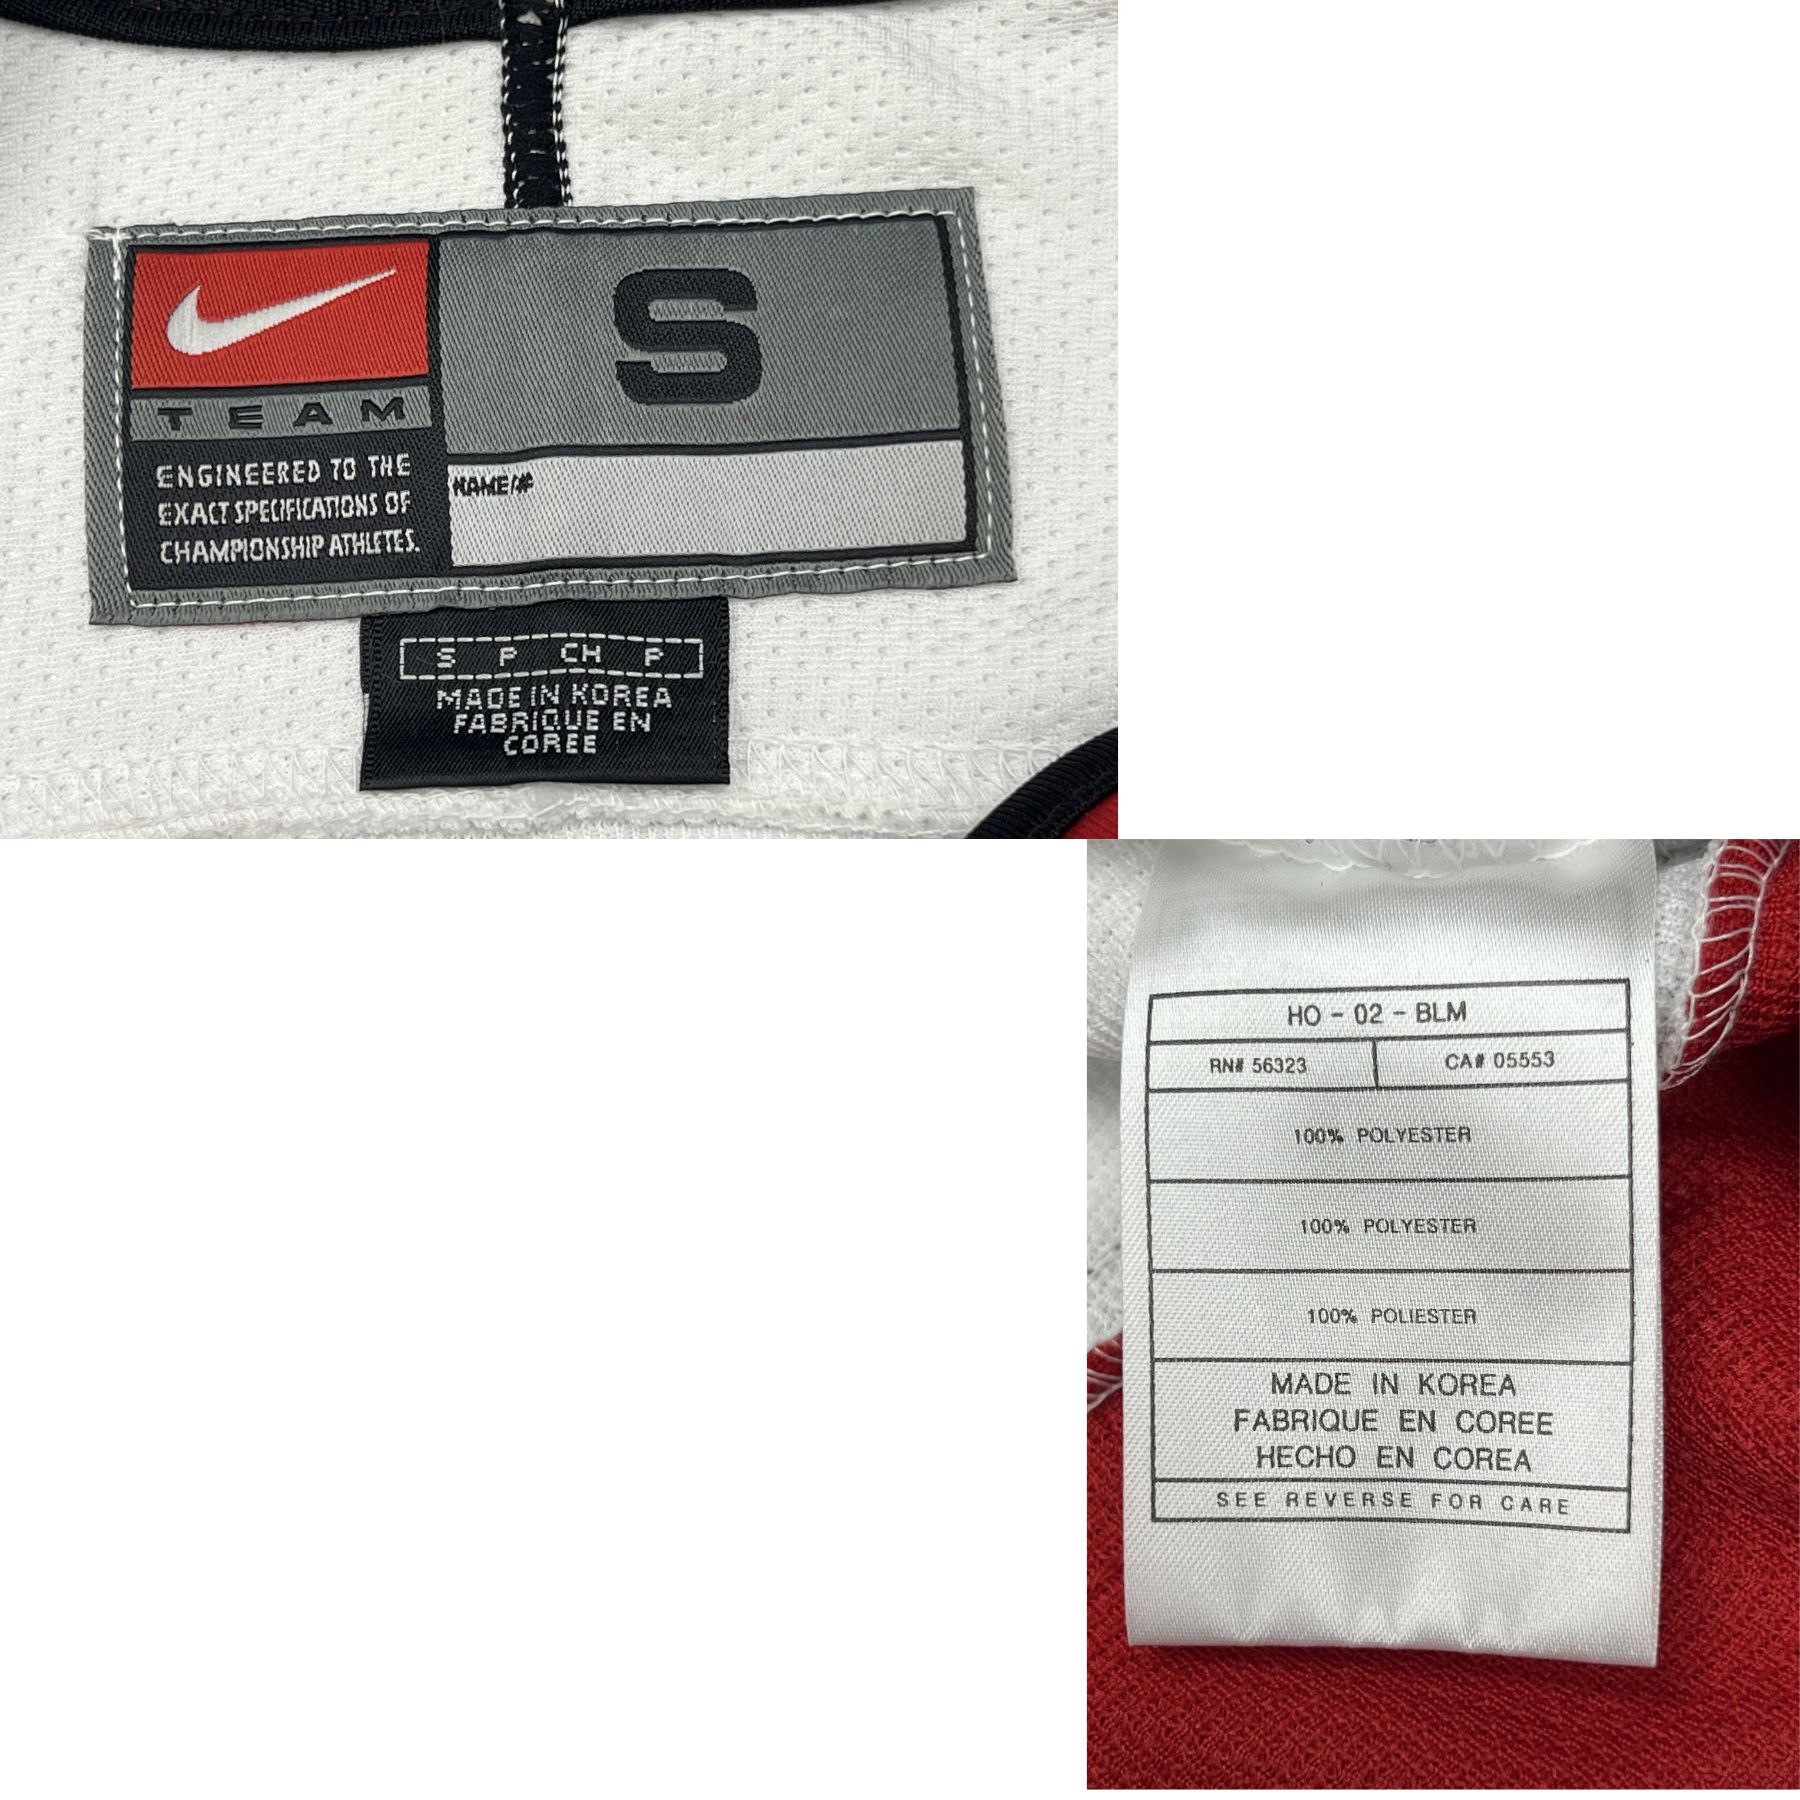 S
TEAM
ENGINEERED TO THE
EXACT SPECIFICATIONS OF
CHAMPIONSHIP ATHLETES.
NAME/#
S P CH P
MADE IN KOREA
FABRIQUE EN
COREE
HO - 02 - BLM
RN# 56323 CA# 05553
100% POLYESTER
100% POLYESTER
100% POLIESTER
MADE IN KOREA
FABRIQUE EN COREE
HECHO EN COREA
SEE REVERSE FOR CARE